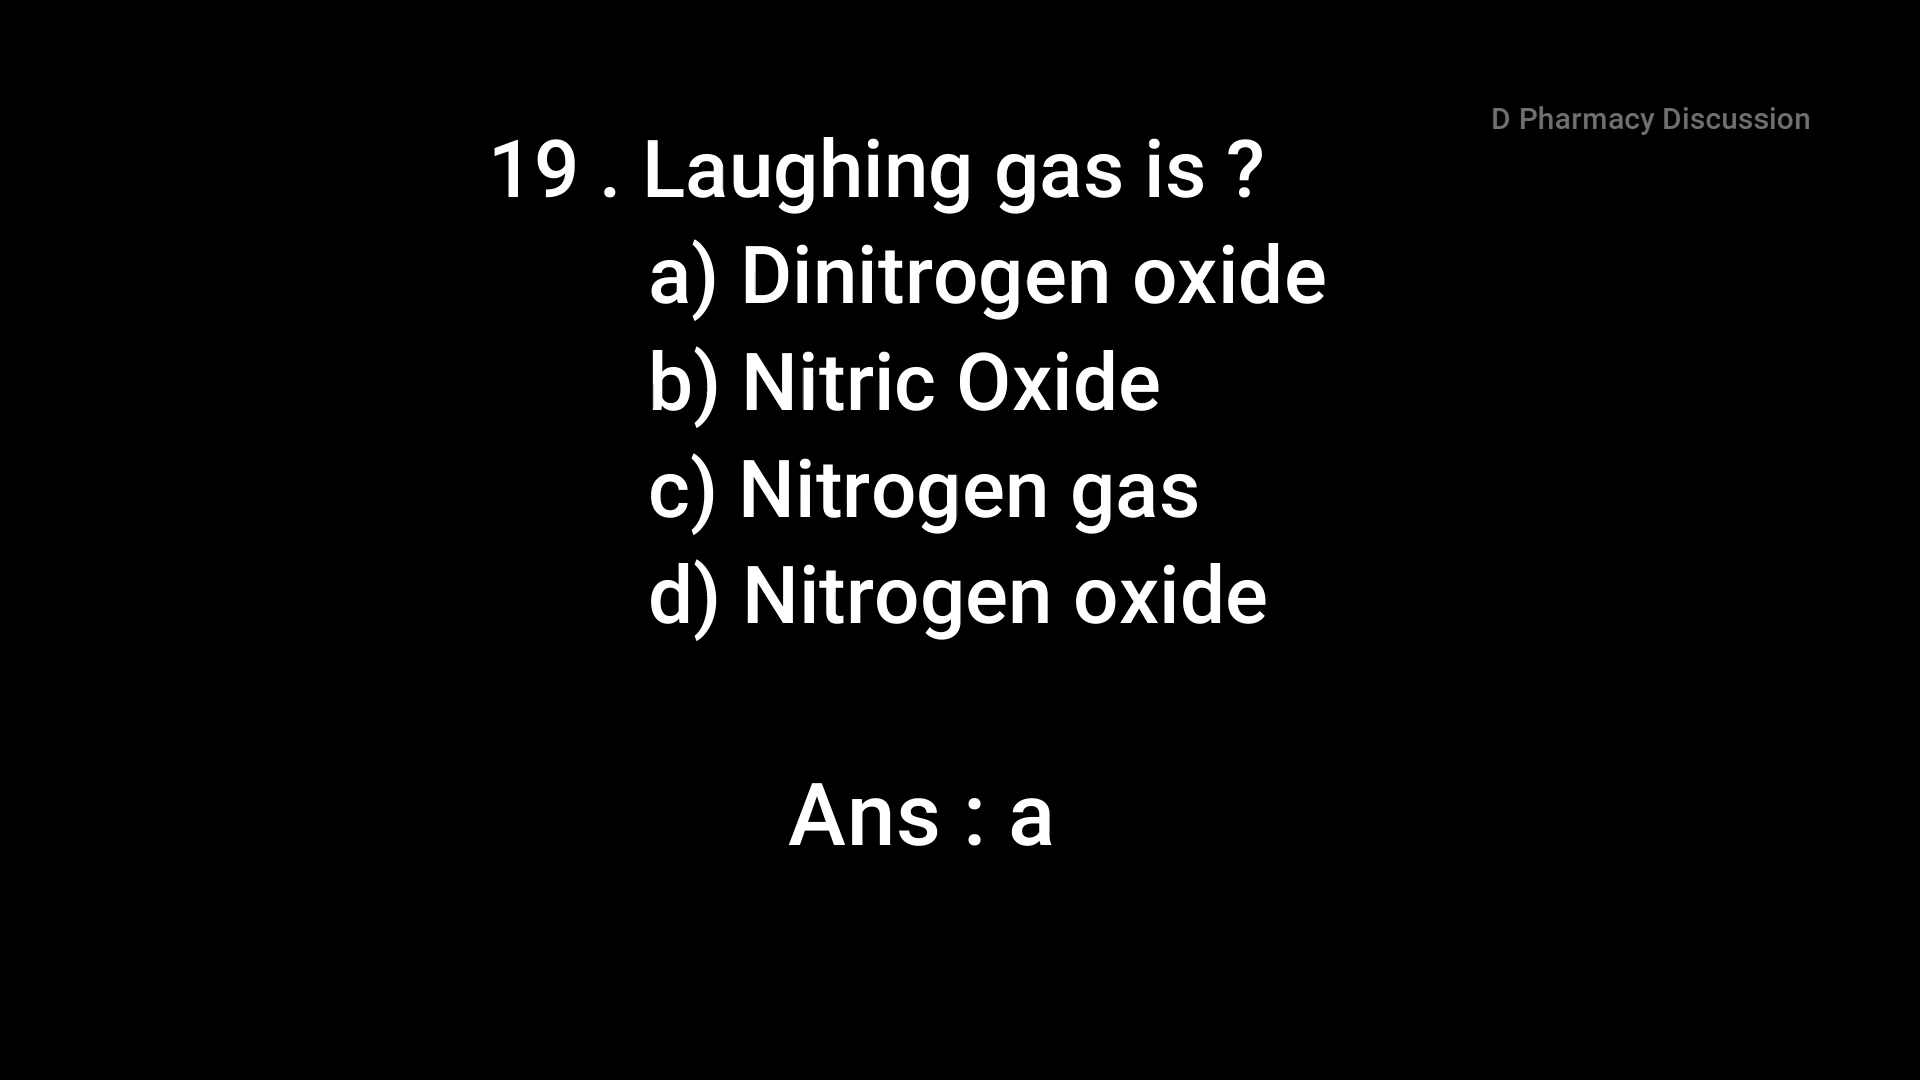 D Pharmacy Discussion
19 . Laughing gas is ?
a) Dinitrogen oxide
b) Nitric Oxide
c) Nitrogen gas
d) Nitrogen oxide
Ans : a